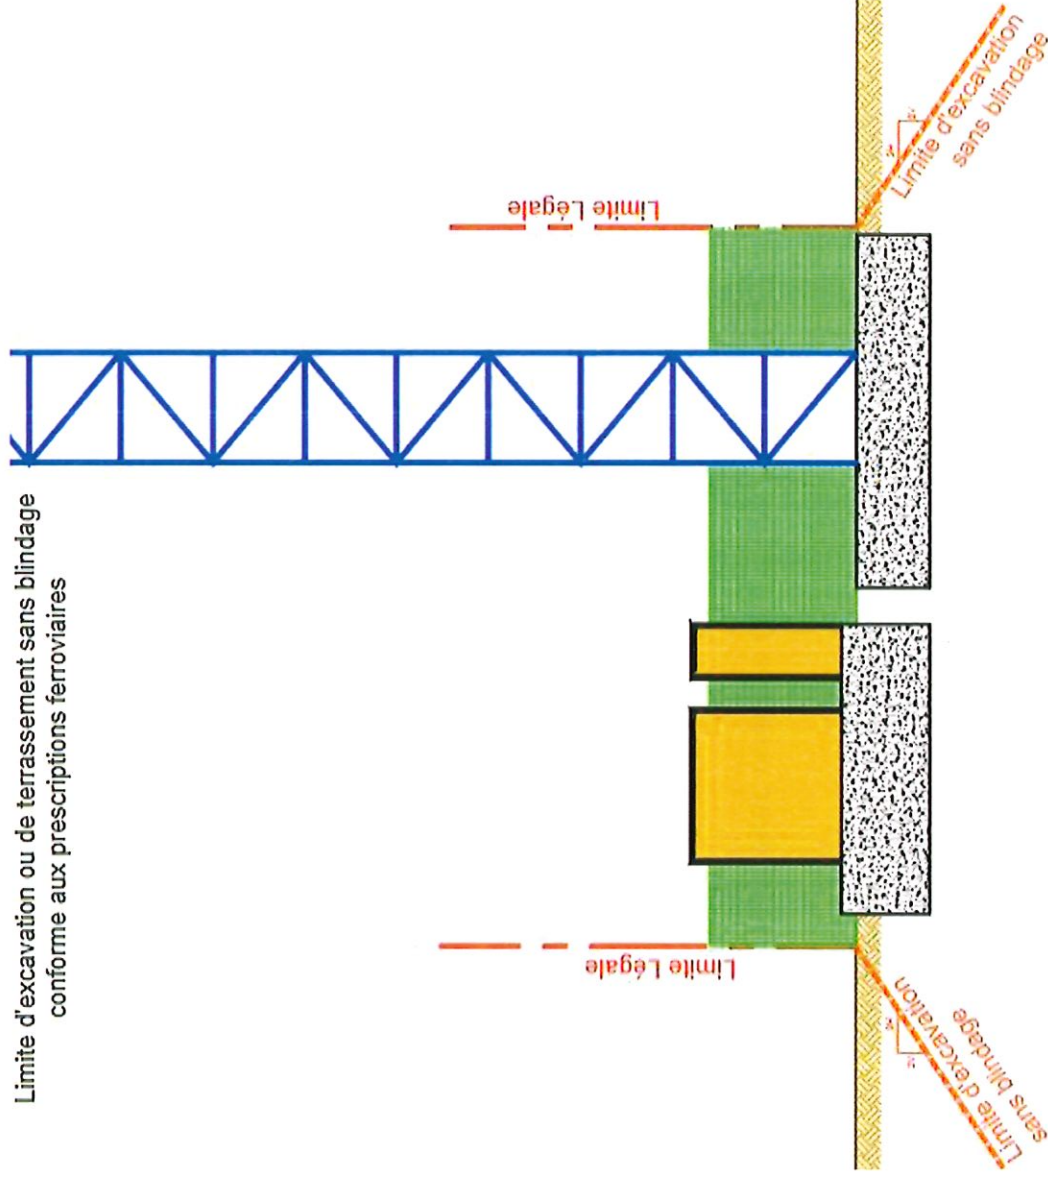 Limite d'excavation ou de terrassement sans blindage
conforme aux prescriptions ferroviaires
Limite Légale
Limite Légale
Limite d'excavation
sans blindage
Limite d'excavation
sans blindage